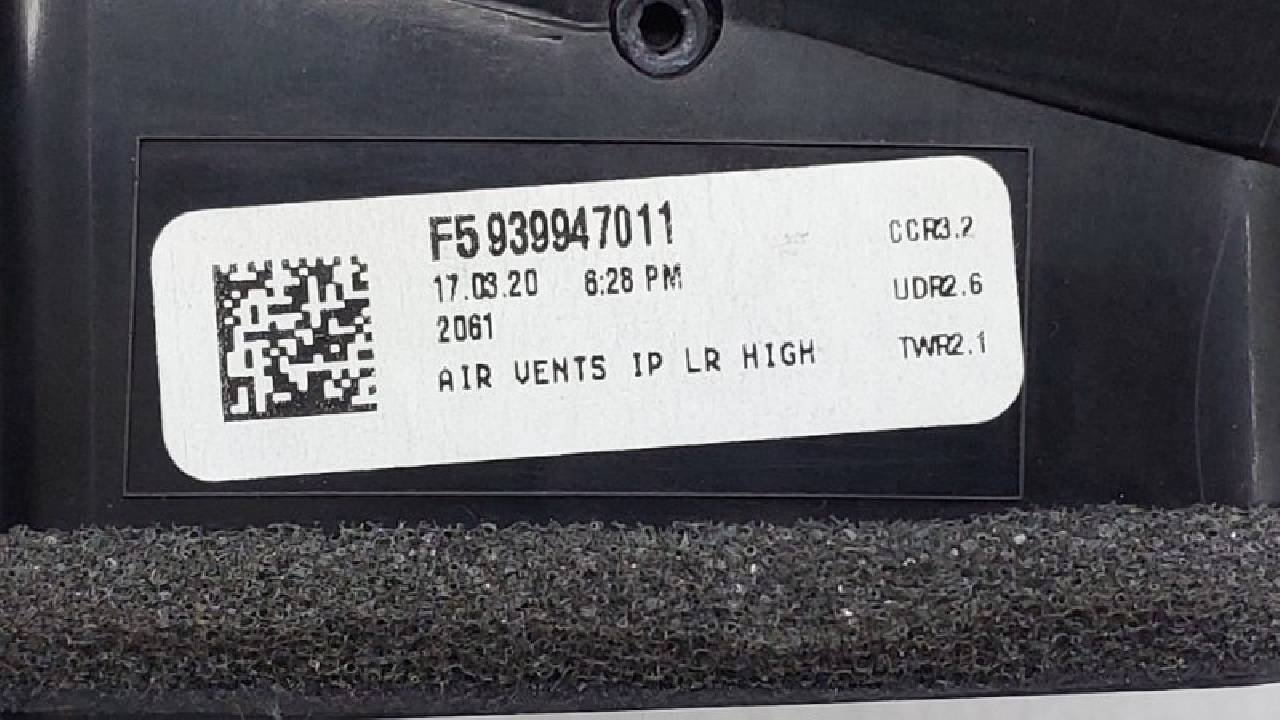 F5 939947011
17.03.20 6:28 PM
2061
AIR VENTS IP LR HIGH
CCR3.2
UDR2.6
TWR2.1